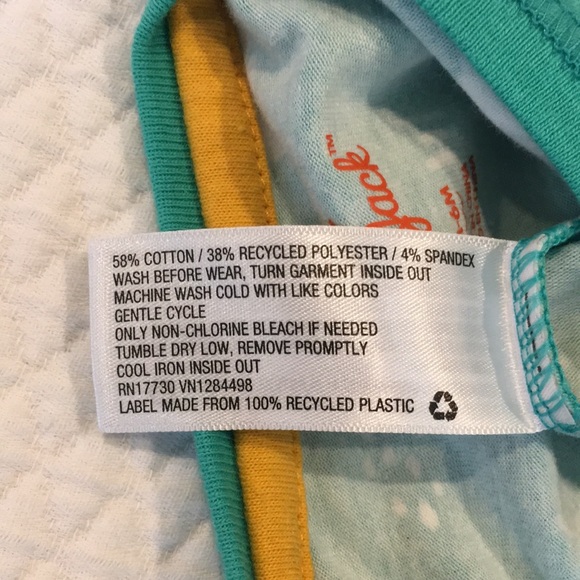 Jack™
6M
58% COTTON / 38% RECYCLED POLYESTER / 4% SPANDEX
WASH BEFORE WEAR, TURN GARMENT INSIDE OUT
MACHINE WASH COLD WITH LIKE COLORS
GENTLE CYCLE
ONLY NON-CHLORINE BLEACH IF NEEDED
TUMBLE DRY LOW, REMOVE PROMPTLY
COOL IRON INSIDE OUT
RN17730 VN1284498
LABEL MADE FROM 100% RECYCLED PLASTIC